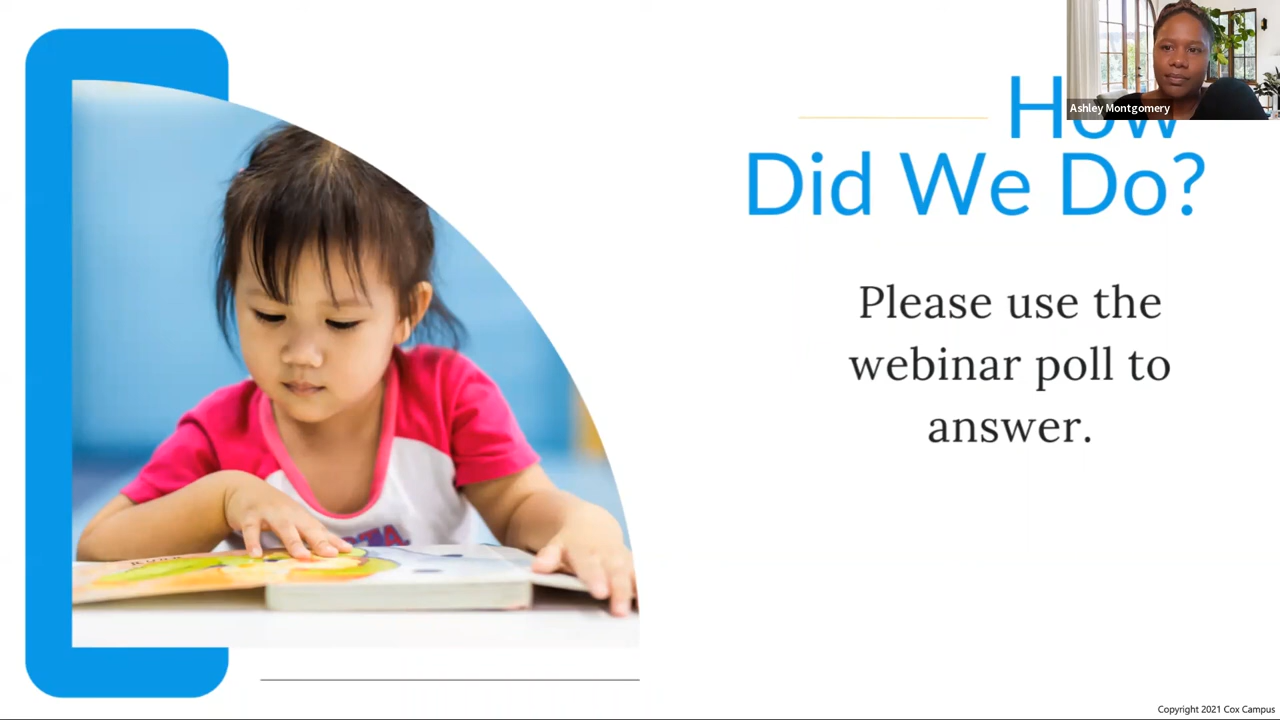 Ashley Montgomery
How
Did We Do?
Please use the
webinar poll to
answer.
Copyright 2021 Cox Campus